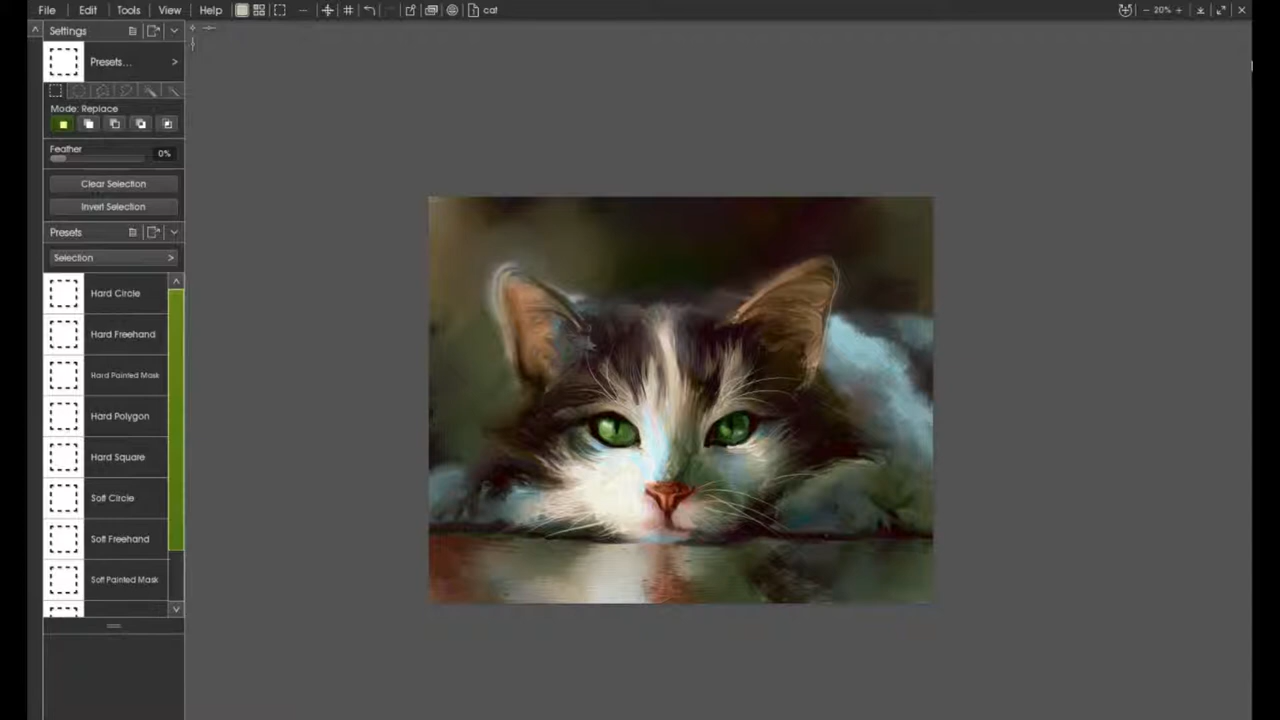 File Edit Tools View Help cat 20%
Settings
Presets...
Mode: Replace
Feather 0%
Clear Selection
Invert Selection
Presets
Selection
Hard Circle
Hard Freehand
Hard Painted Mask
Hard Polygon
Hard Square
Soft Circle
Soft Freehand
Soft Painted Mask